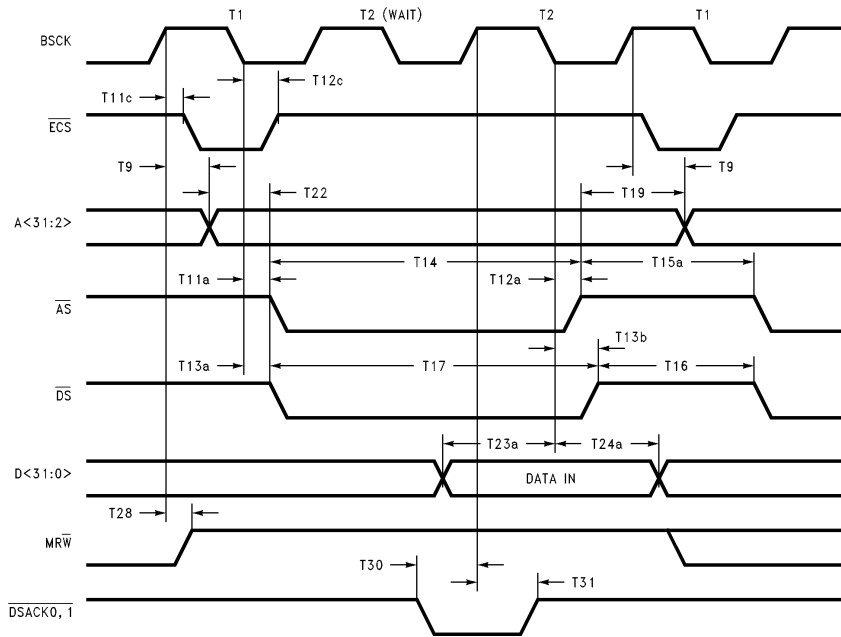 T1 T2 (WAIT) T2 T1
BSCK
T12c
T11c
ECS
T9 T9
T22 T19
A<31:2>
T14 T15a
T11a T12a
AS
T13b
T13a T17 T16
DS
T23a T24a
D<31:0> DATA IN
T28
MRW
T30 T31
DSACK0, 1